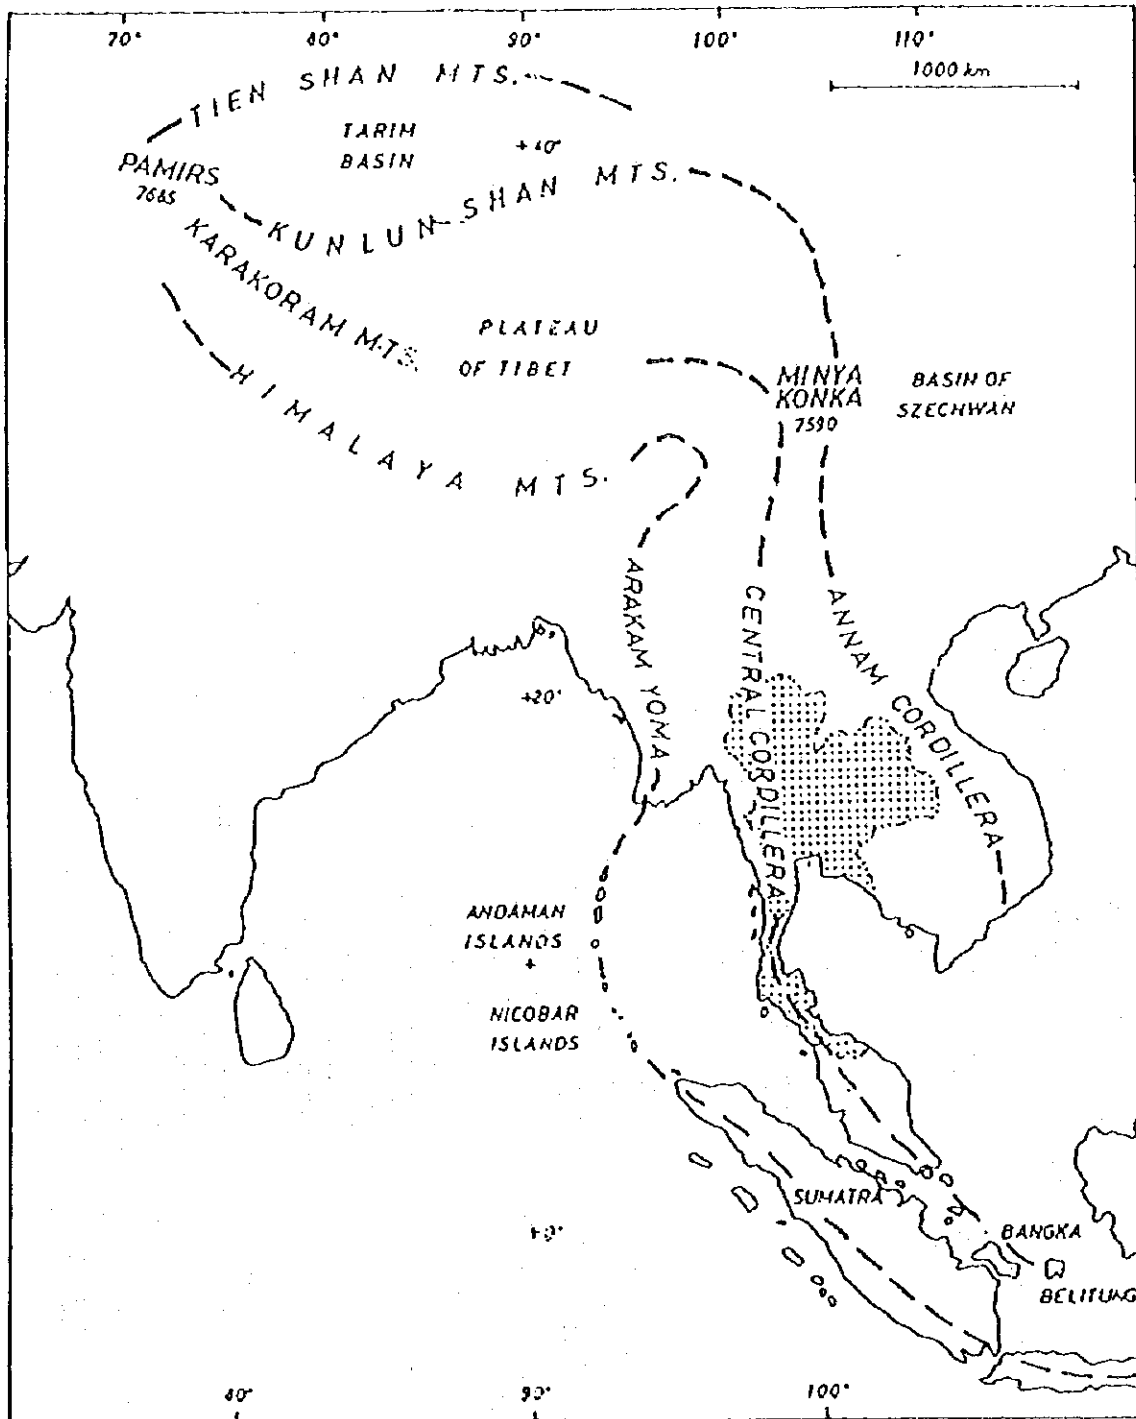 70° 80° 90° 100° 110°
1000 km
TIEN SHAN MTS.
TARIM
BASIN
+40°
PAMIRS
7685
KUNLUN SHAN MTS.
KARAKORAM MTS.
PLATEAU
OF TIBET
MINYA
KONKA
7590
BASIN OF
SZECHWAN
HIMALAYA MTS.
ARAKAM YOMA
CENTRAL CORDILLERA
ANNAM CORDILLERA
+20°
ANDAMAN
ISLANDS
+
NICOBAR
ISLANDS
SUMATRA
+0°
BANGKA
BELITUNG
80° 90° 100°